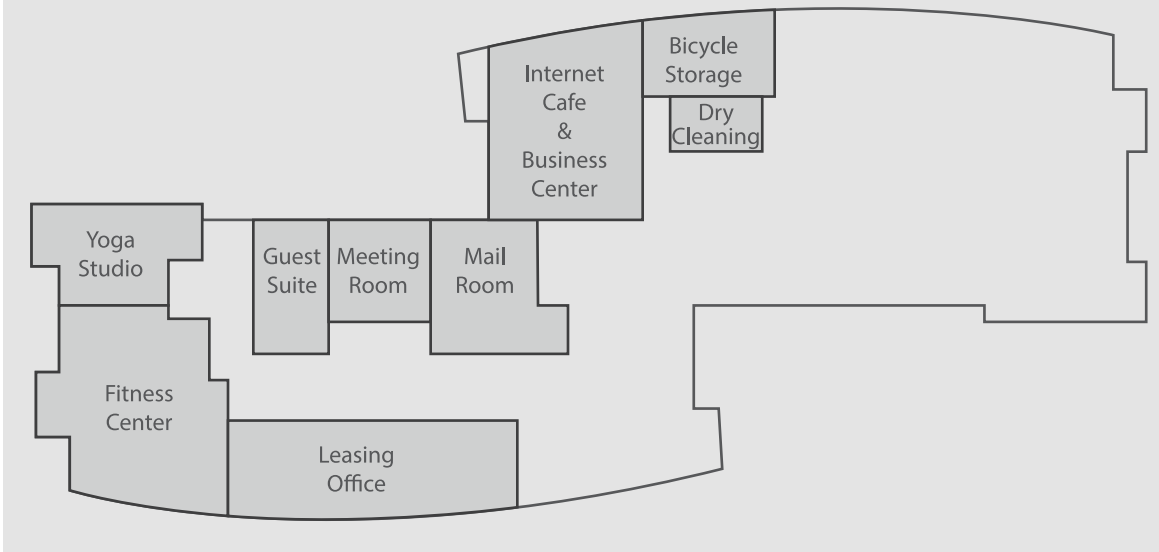 Bicycle
Storage
Internet
Cafe
&
Business
Center
Dry
Cleaning
Yoga
Studio
Guest
Suite
Meeting
Room
Mail
Room
Fitness
Center
Leasing
Office